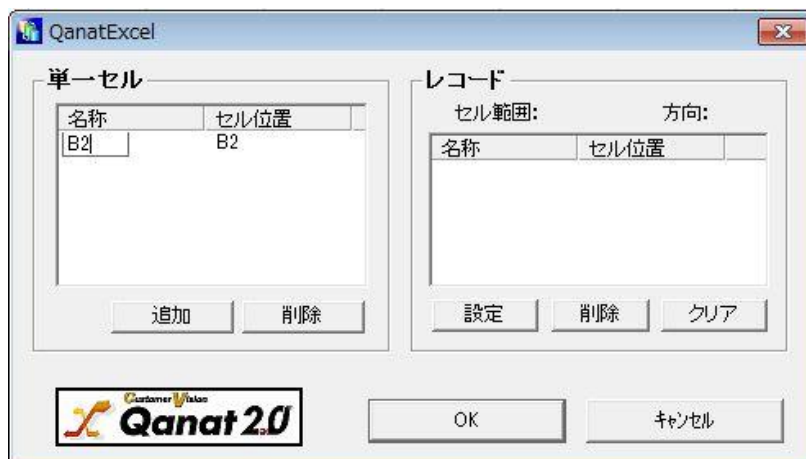 QanatExcel
単一セル
名称 セル位置
B2 B2
追加 削除
レコード
セル範囲: 方向:
名称 セル位置
設定 削除 クリア
Customer Vision
Qanat 2.0
OK キャンセル